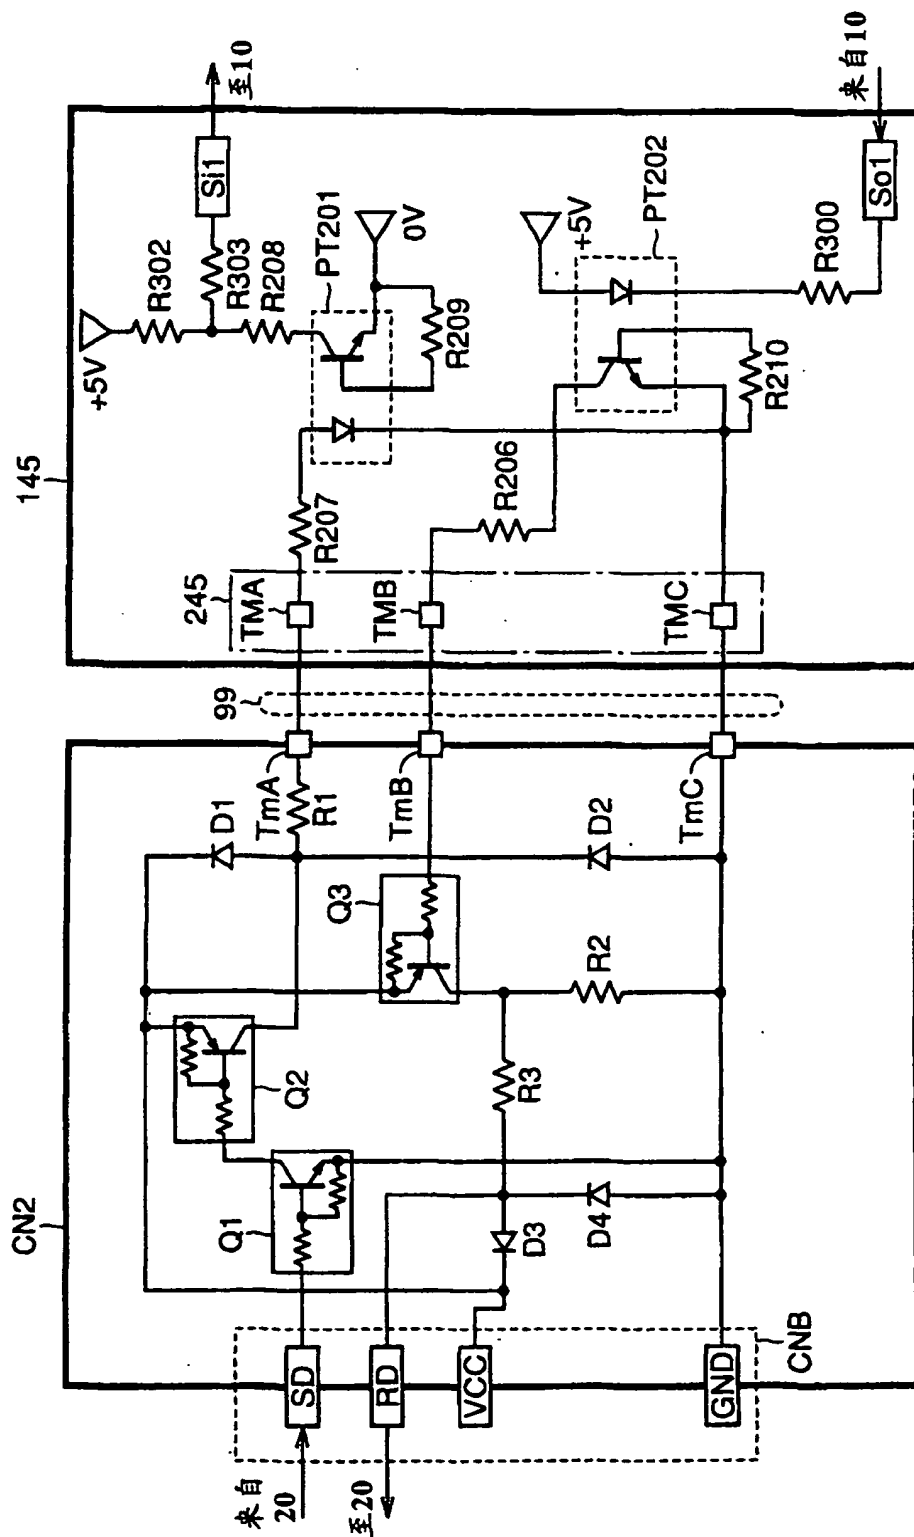 CN2
145
来自
20
至20
SD
RD
VCC
GND
CNB
Q1
Q2
Q3
D1
D2
D3
D4
R1
R2
R3
TmA
TmB
TmC
99
245
TMA
TMB
TMC
R207
R206
+5V
R302
R303
R208
Si1
至10
PT201
0V
R209
+5V
PT202
R210
R300
So1
来自10